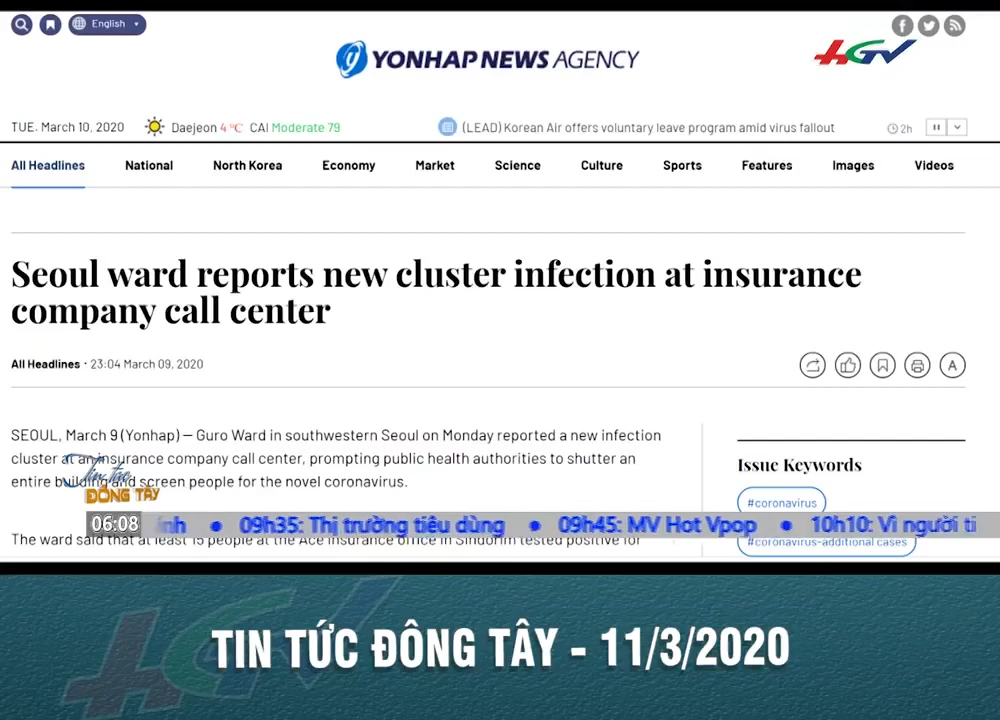 English
HGV
YONHAP NEWS AGENCY
TUE. March 10, 2020 Daejeon 4 ℃ CAI Moderate 79 (LEAD) Korean Air offers voluntary leave program amid virus fallout 2h
All Headlines National North Korea Economy Market Science Culture Sports Features Images Videos
Seoul ward reports new cluster infection at insurance
company call center
All Headlines · 23:04 March 09, 2020
A
SEOUL, March 9 (Yonhap) — Guro Ward in southwestern Seoul on Monday reported a new infection
cluster at an insurance company call center, prompting public health authorities to shutter an
entire building and screen people for the novel coronavirus.
Issue Keywords
#coronavirus
Tin tức
ĐÔNG TÂY
06:08 ính • 09h35: Thị trường tiêu dùng • 09h45: MV Hot Vpop • 10h10: Vì người ti
The ward said that at least 15 people at the Ace insurance office in Sindorim tested positive for
#coronavirus-additional cases
HGV
TIN TỨC ĐÔNG TÂY - 11/3/2020